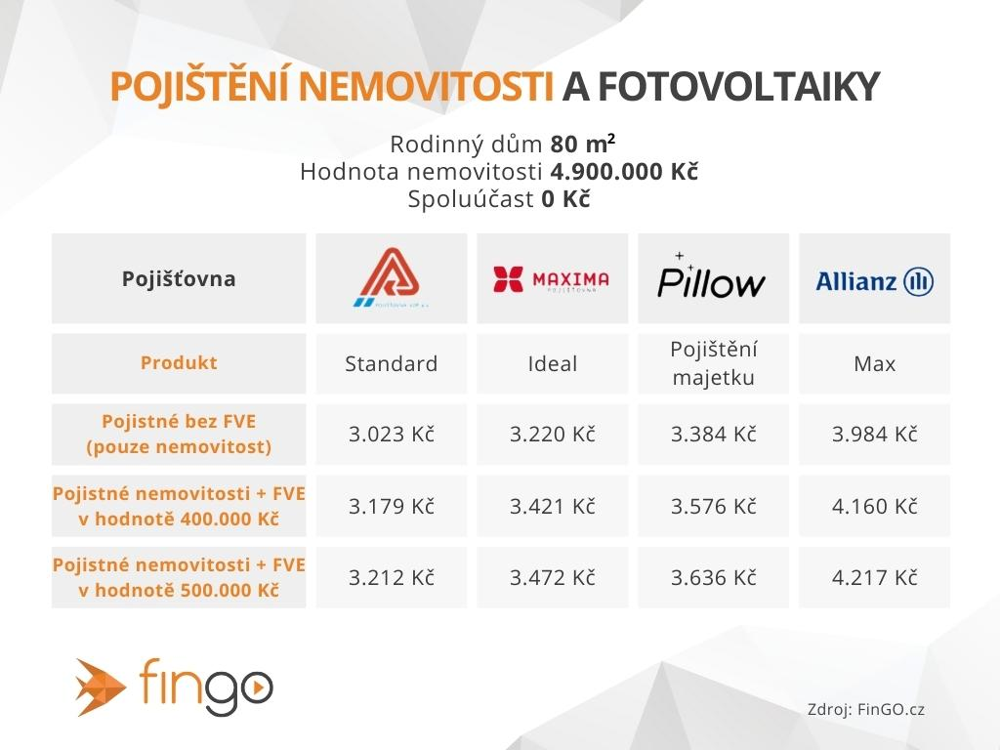 POJIŠTĚNÍ NEMOVITOSTI A FOTOVOLTAIKY
Rodinný dům 80 m²
Hodnota nemovitosti 4.900.000 Kč
Spoluúčast 0 Kč
Pojišťovna
MAXIMA
POJIŠŤOVNA
Pillow
Allianz
Produkt
Standard
Ideal
Pojištění
majetku
Max
Pojistné bez FVE
(pouze nemovitost)
3.023 Kč
3.220 Kč
3.384 Kč
3.984 Kč
Pojistné nemovitosti + FVE
v hodnotě 400.000 Kč
3.179 Kč
3.421 Kč
3.576 Kč
4.160 Kč
Pojistné nemovitosti + FVE
v hodnotě 500.000 Kč
3.212 Kč
3.472 Kč
3.636 Kč
4.217 Kč
fingo
Zdroj: FinGO.cz